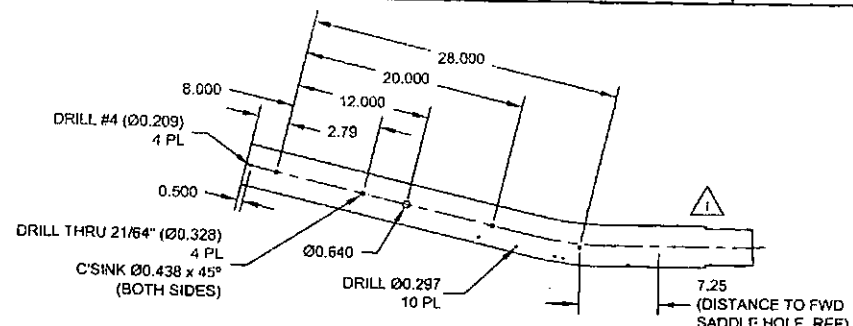 28.000
20.000
8.000
12.000
DRILL #4 (Ø0.209)
4 PL
2.79
0.500
DRILL THRU 21/64" (Ø0.328)
4 PL
C'SINK Ø0.438 x 45°
(BOTH SIDES)
Ø0.640
DRILL Ø0.297
10 PL
1
7.25
(DISTANCE TO FWD
SADDLE HOLE, REF)